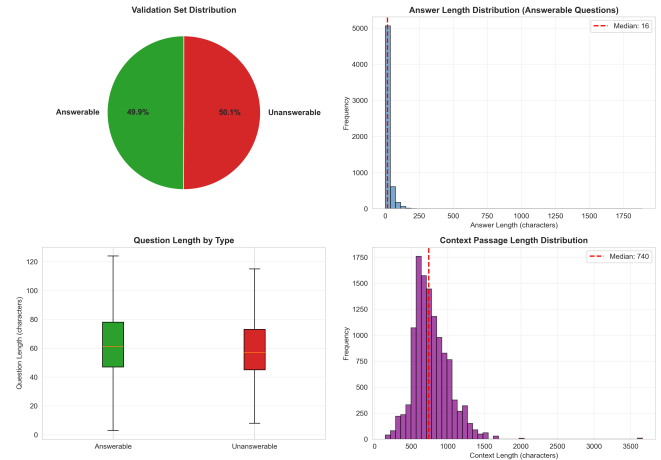 Validation Set Distribution
Answerable
49.9%
50.1%
Unanswerable
Answer Length Distribution (Answerable Questions)
Median: 16
Frequency
5000
4000
3000
2000
1000
0
0 250 500 750 1000 1250 1500 1750
Answer Length (characters)
Question Length by Type
Question Length (characters)
120
100
80
60
40
20
0
Answerable Unanswerable
Context Passage Length Distribution
Median: 740
Frequency
1750
1500
1250
1000
750
500
250
0
0 500 1000 1500 2000 2500 3000 3500
Context Length (characters)